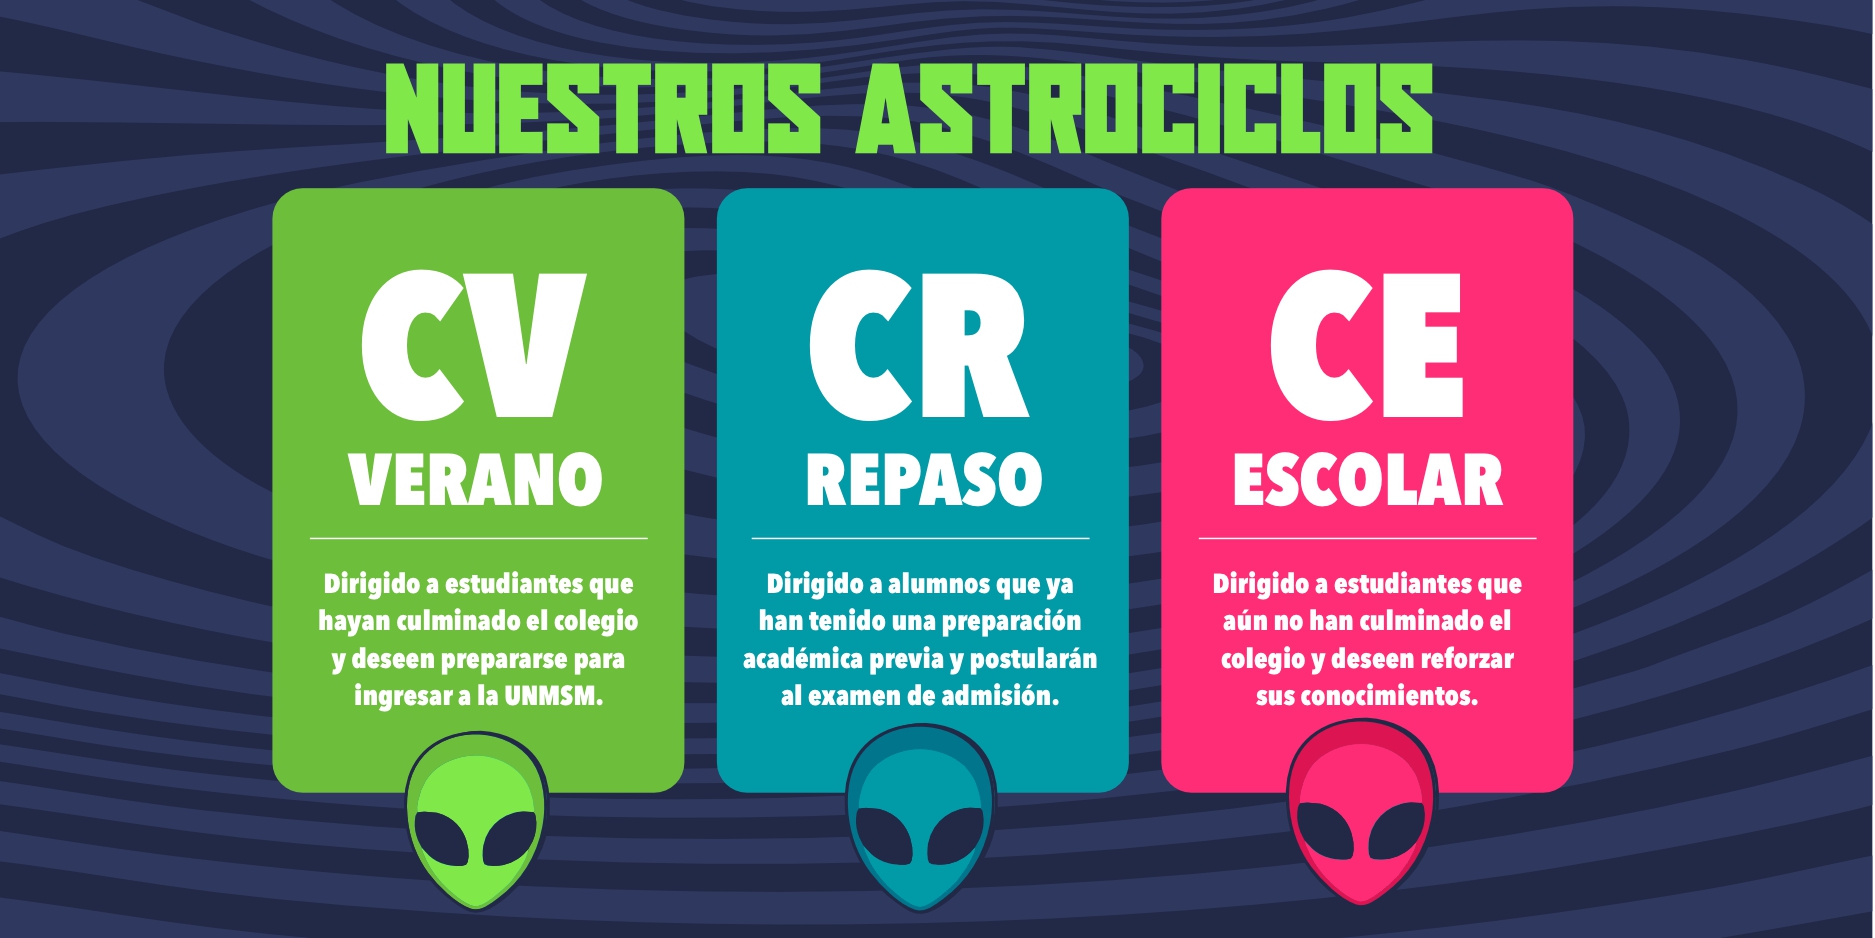 NUESTROS ASTROCICLOS
CV
VERANO
Dirigido a estudiantes que
hayan culminado el colegio
y deseen prepararse para
ingresar a la UNMSM.
CR
REPASO
Dirigido a alumnos que ya
han tenido una preparación
académica previa y postularán
al examen de admisión.
CE
ESCOLAR
Dirigido a estudiantes que
aún no han culminado el
colegio y deseen reforzar
sus conocimientos.